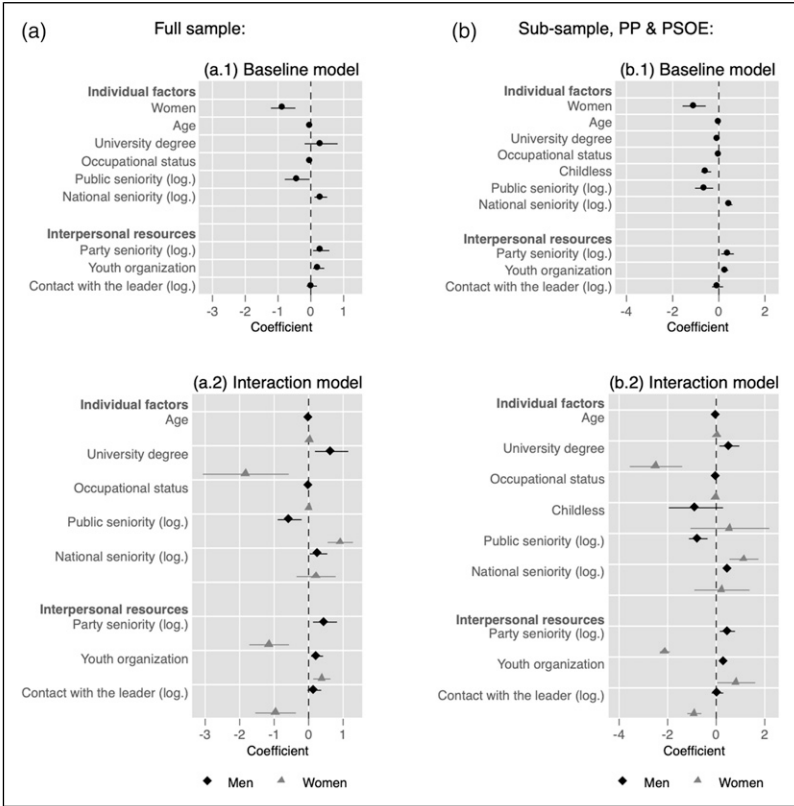 (a) Full sample:
(b) Sub-sample, PP & PSOE:
(a.1) Baseline model
Individual factors
Women
Age
University degree
Occupational status
Public seniority (log.)
National seniority (log.)
Interpersonal resources
Party seniority (log.)
Youth organization
Contact with the leader (log.)
-3 -2 -1 0 1
Coefficient
(b.1) Baseline model
Individual factors
Women
Age
University degree
Occupational status
Childless
Public seniority (log.)
National seniority (log.)
Interpersonal resources
Party seniority (log.)
Youth organization
Contact with the leader (log.)
-4 -2 0 2
Coefficient
(a.2) Interaction model
Individual factors
Age
University degree
Occupational status
Public seniority (log.)
National seniority (log.)
Interpersonal resources
Party seniority (log.)
Youth organization
Contact with the leader (log.)
-3 -2 -1 0 1
Coefficient
Men Women
(b.2) Interaction model
Individual factors
Age
University degree
Occupational status
Childless
Public seniority (log.)
National seniority (log.)
Interpersonal resources
Party seniority (log.)
Youth organization
Contact with the leader (log.)
-4 -2 0 2
Coefficient
Men Women